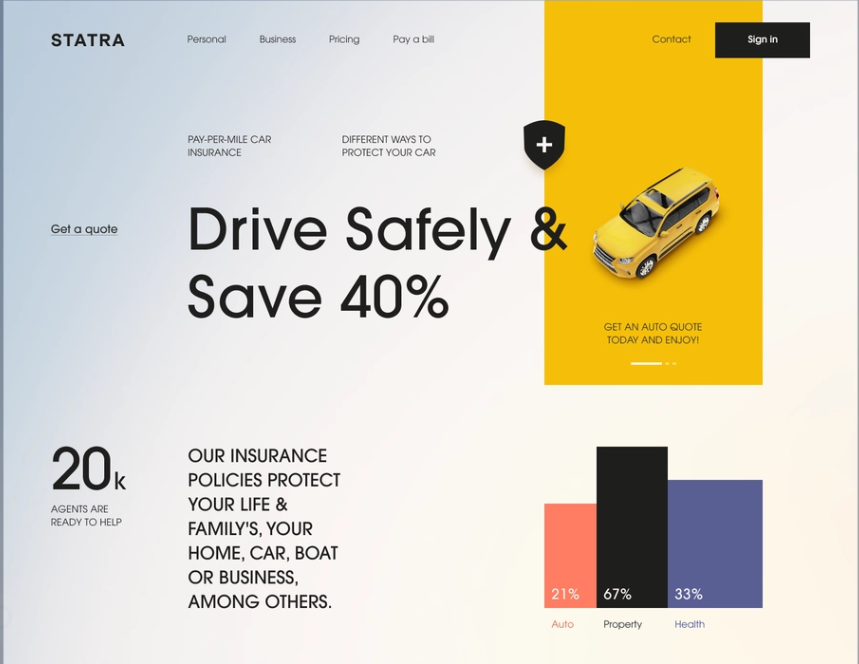 STATRA
Personal
Business
Pricing
Pay a bill
Contact
Sign in
PAY-PER-MILE CAR
INSURANCE
DIFFERENT WAYS TO
PROTECT YOUR CAR
Get a quote
Drive Safely &
Save 40%
GET AN AUTO QUOTE
TODAY AND ENJOY!
20k
AGENTS ARE
READY TO HELP
OUR INSURANCE
POLICIES PROTECT
YOUR LIFE &
FAMILY'S, YOUR
HOME, CAR, BOAT
OR BUSINESS,
AMONG OTHERS.
21%
67%
33%
Auto
Property
Health